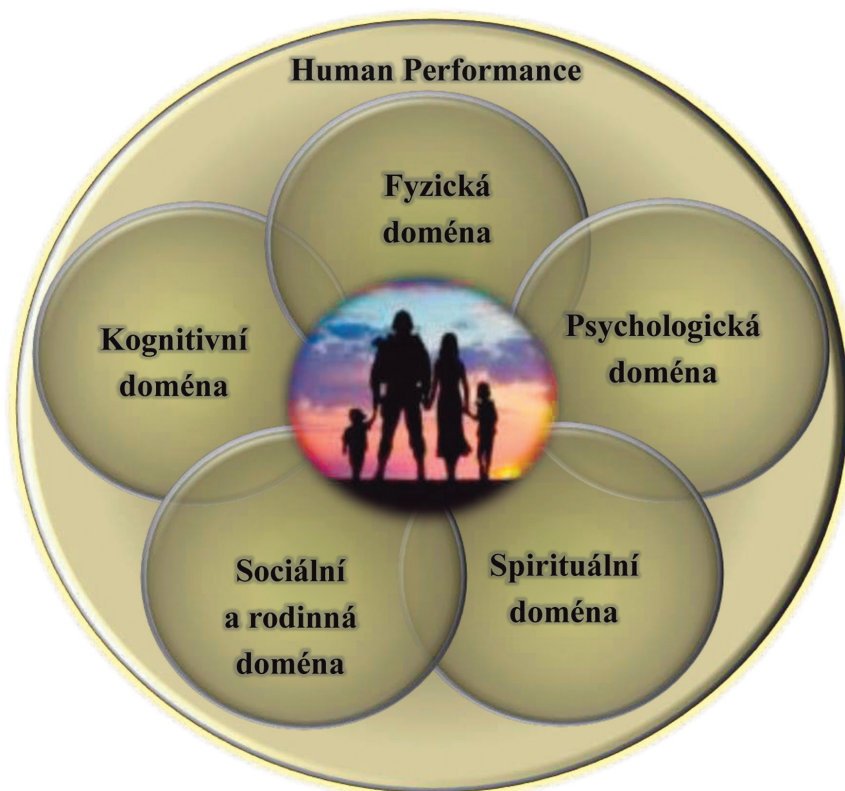 Human Performance
Fyzická
doména
Kognitivní
doména
Psychologická
doména
Sociální
a rodinná
doména
Spirituální
doména